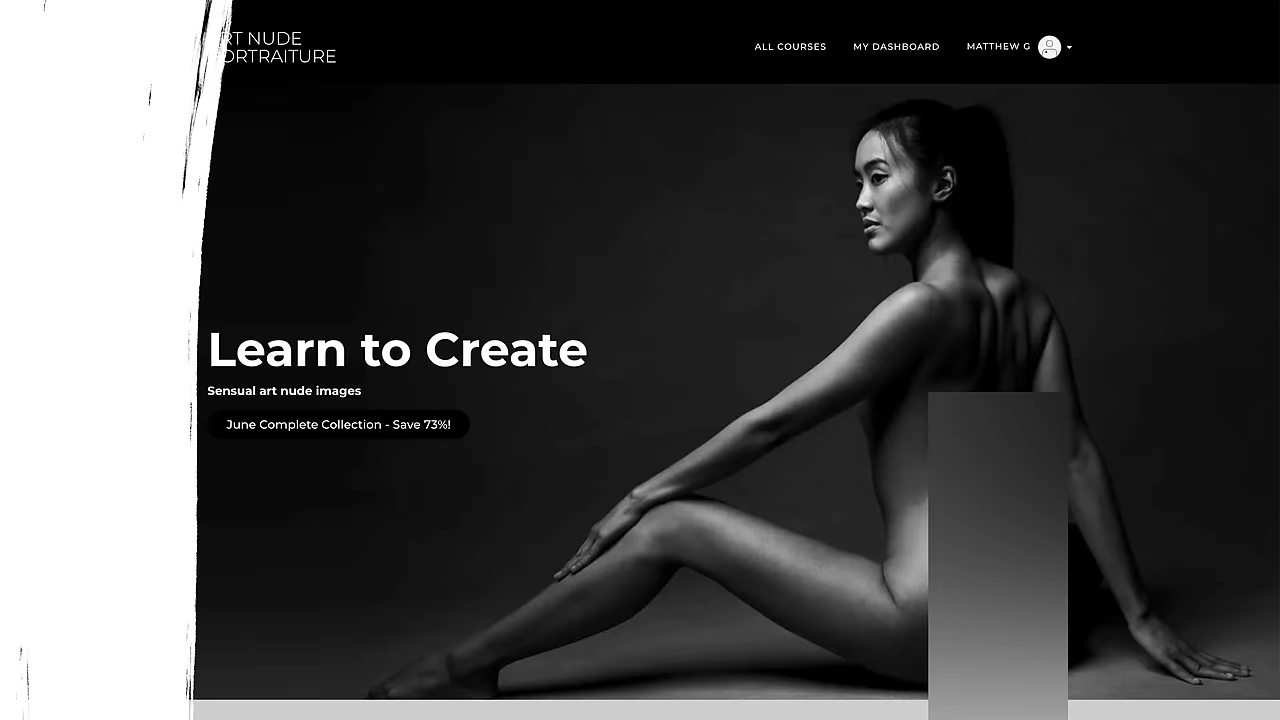 RT NUDE
ORTRAITURE
ALL COURSES
MY DASHBOARD
MATTHEW G
Learn to Create
Sensual art nude images
June Complete Collection - Save 73%!